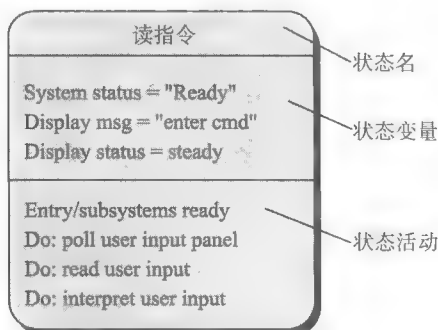 读指令
状态名
System status = "Ready"
Display msg = "enter cmd"
状态变量
Display status = steady
Entry/subsystems ready
状态活动
Do: poll user input panel
Do: read user input
Do: interpret user input